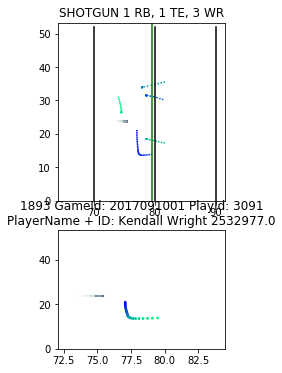 SHOTGUN 1 RB, 1 TE, 3 WR
50
40
30
20
10
0
70 80 90
1893 GameId: 2017091001 PlayId: 3091
PlayerName + ID: Kendall Wright 2532977.0
40
20
0
72.5 75.0 77.5 80.0 82.5